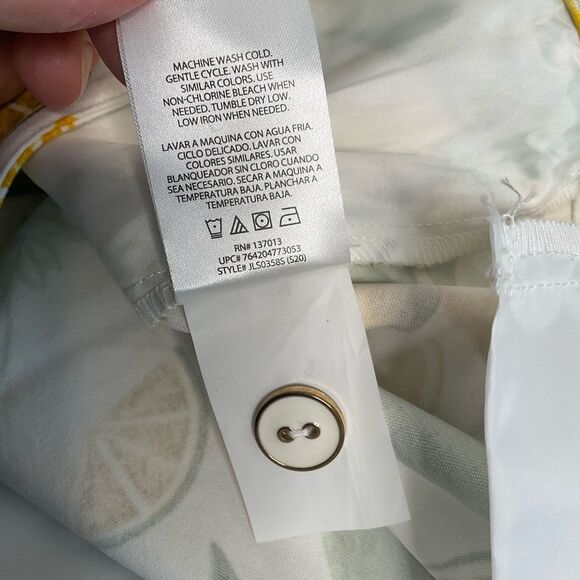 MACHINE WASH COLD.
GENTLE CYCLE. WASH WITH
SIMILAR COLORS. USE
NON-CHLORINE BLEACH WHEN
NEEDED. TUMBLE DRY LOW.
LOW IRON WHEN NEEDED.
LAVAR A MAQUINA CON AGUA FRIA.
CICLO DELICADO. LAVAR CON
COLORES SIMILARES. USAR
BLANQUEADOR SIN CLORO CUANDO
SEA NECESARIO. SECAR A MAQUINA A
TEMPERATURA BAJA. PLANCHAR A
TEMPERATURA BAJA.
RN# 137013
UPC# 764204773053
STYLE# JLS0358S (S20)